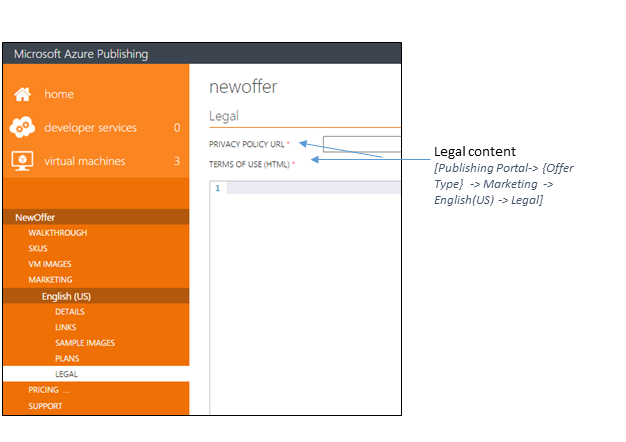 Microsoft Azure Publishing
home
developer services 0
virtual machines 3
NewOffer
WALKTHROUGH
SKUS
VM IMAGES
MARKETING
English (US)
DETAILS
LINKS
SAMPLE IMAGES
PLANS
LEGAL
PRICING ...
SUPPORT
newoffer
Legal
PRIVACY POLICY URL *
TERMS OF USE (HTML) *
1
Legal content
[Publishing Portal-> {Offer
Type} -> Marketing ->
English(US) -> Legal]